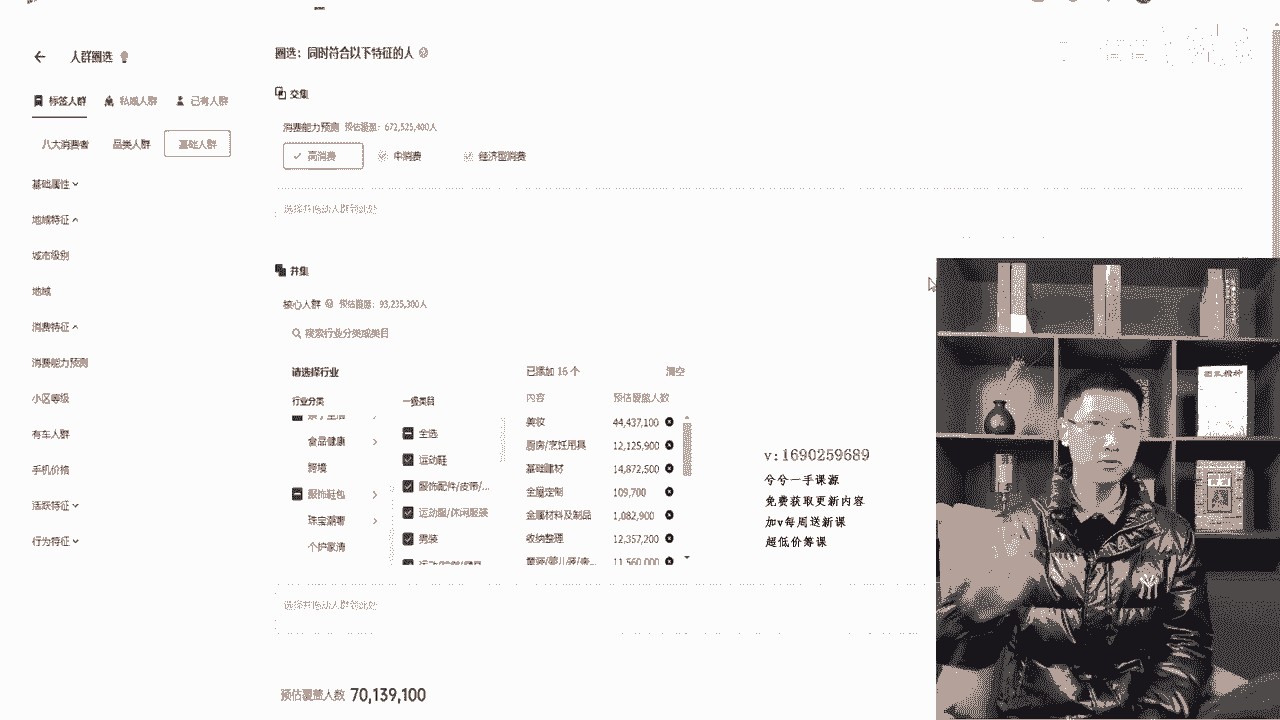 人群圈选
标签人群 私域人群 已有人群
八大消费者 品类人群 基础人群
基础属性
地域特征
城市级别
地域
消费特征
消费能力预测
小区等级
有车人群
手机价格
活跃特征
行为特征
圈选：同时符合以下特征的人
交集
消费能力预测 预估覆盖：672,525,400人
高消费 中消费 经济型消费
选择并拖动人群到此处
并集
核心人群 预估覆盖：93,235,300人
搜索行业分类或类目
请选择行业 已添加 16 个 清空
行业分类 一级类目 内容 预估覆盖人数
食品健康
跨境
服饰鞋包
珠宝潮奢
个护家清
全选
运动鞋
服饰配件/皮带/...
运动服/休闲服装
男装
美妆 44,437,100
厨房/烹饪用具 12,125,900
基础建材 14,872,500
全屋定制 109,700
金属材料及制品 1,082,900
收纳整理 12,357,200
11,560,000
选择并拖动人群到此处
预估覆盖人数 70,139,100
v:1690259689
兮兮一手课源
免费获取更新内容
加v每周送新课
超低价筹课